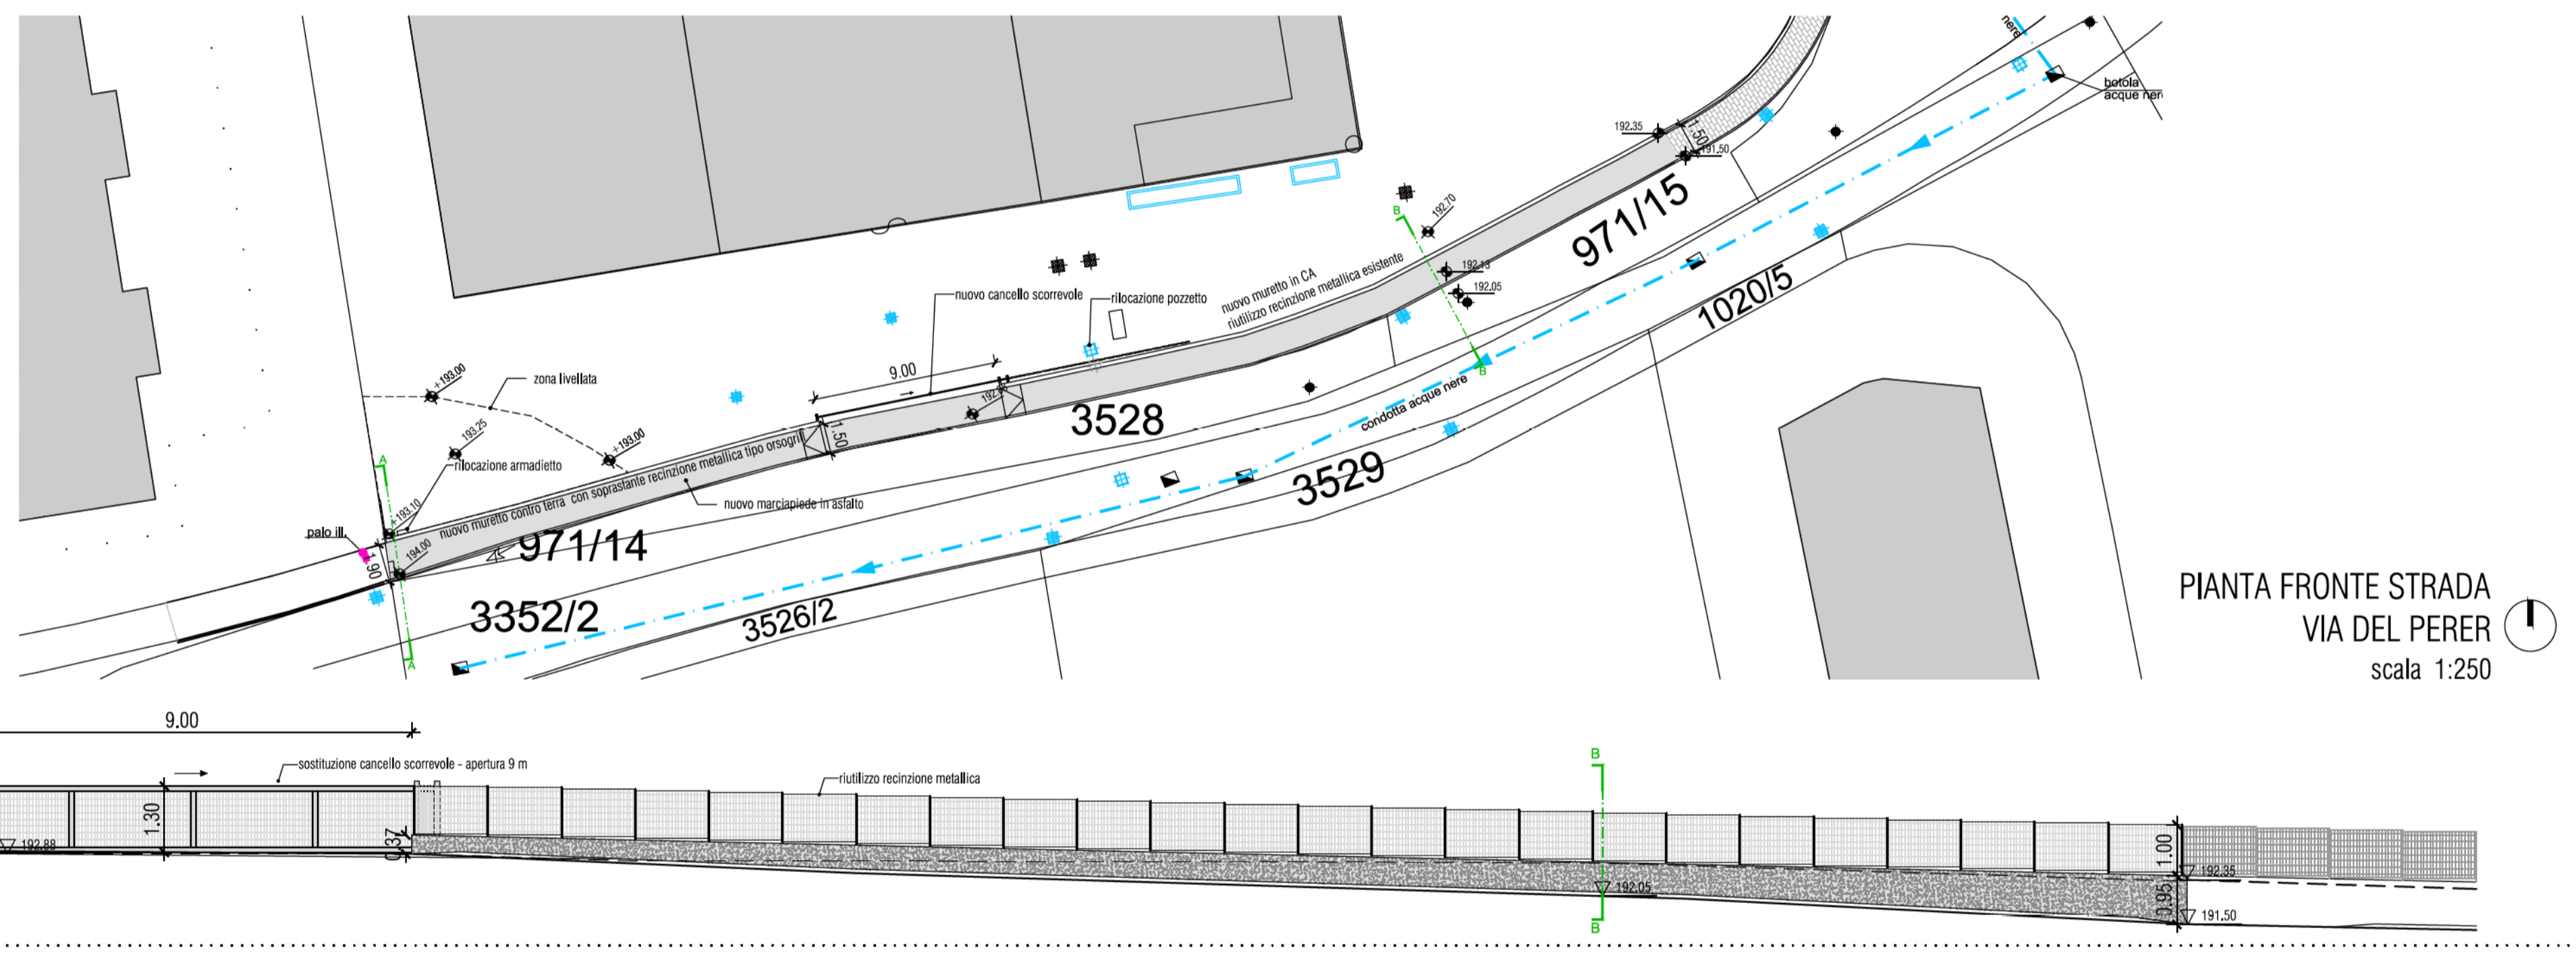 nere
botola
acque ner
192.35
1.50
191.50
971/15
192.70
B
192.13
192.05
nuovo muretto in CA
riutilizzo recinzione metallica esistente
nuovo cancello scorrevole
rilocazione pozzetto
1020/5
9.00
B
+193.00
zona livellata
3528
condotta acque nere
193.25
+193.00
1.50
A
rilocazione armadietto
nuovo muretto contro terra con soprastante recinzione metallica tipo orsogril
3529
nuovo marciapiede in asfalto
+193.10
palo ill.
194.00
971/14
1.90
3352/2
3526/2
A
PIANTA FRONTE STRADA
VIA DEL PERER
scala 1:250
9.00
sostituzione cancello scorrevole - apertura 9 m
riutilizzo recinzione metallica
B
1.30
0.37
192.88
1.00
192.35
192.05
0.95
191.50
B